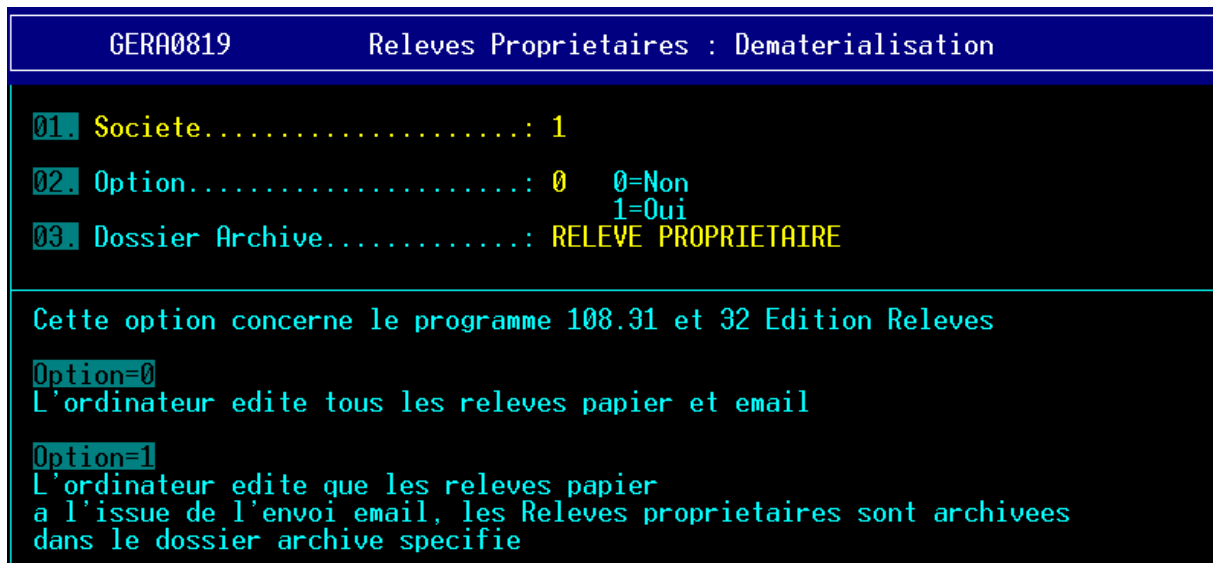 GERA0819 Releves Proprietaires : Dematerialisation
01. Societe......................: 1
02. Option.......................: 0 0=Non
1=Oui
03. Dossier Archive..............: RELEVE PROPRIETAIRE
Cette option concerne le programme 108.31 et 32 Edition Releves
Option=0
L'ordinateur edite tous les releves papier et email
Option=1
L'ordinateur edite que les releves papier
a l'issue de l'envoi email, les Releves proprietaires sont archivees
dans le dossier archive specifie